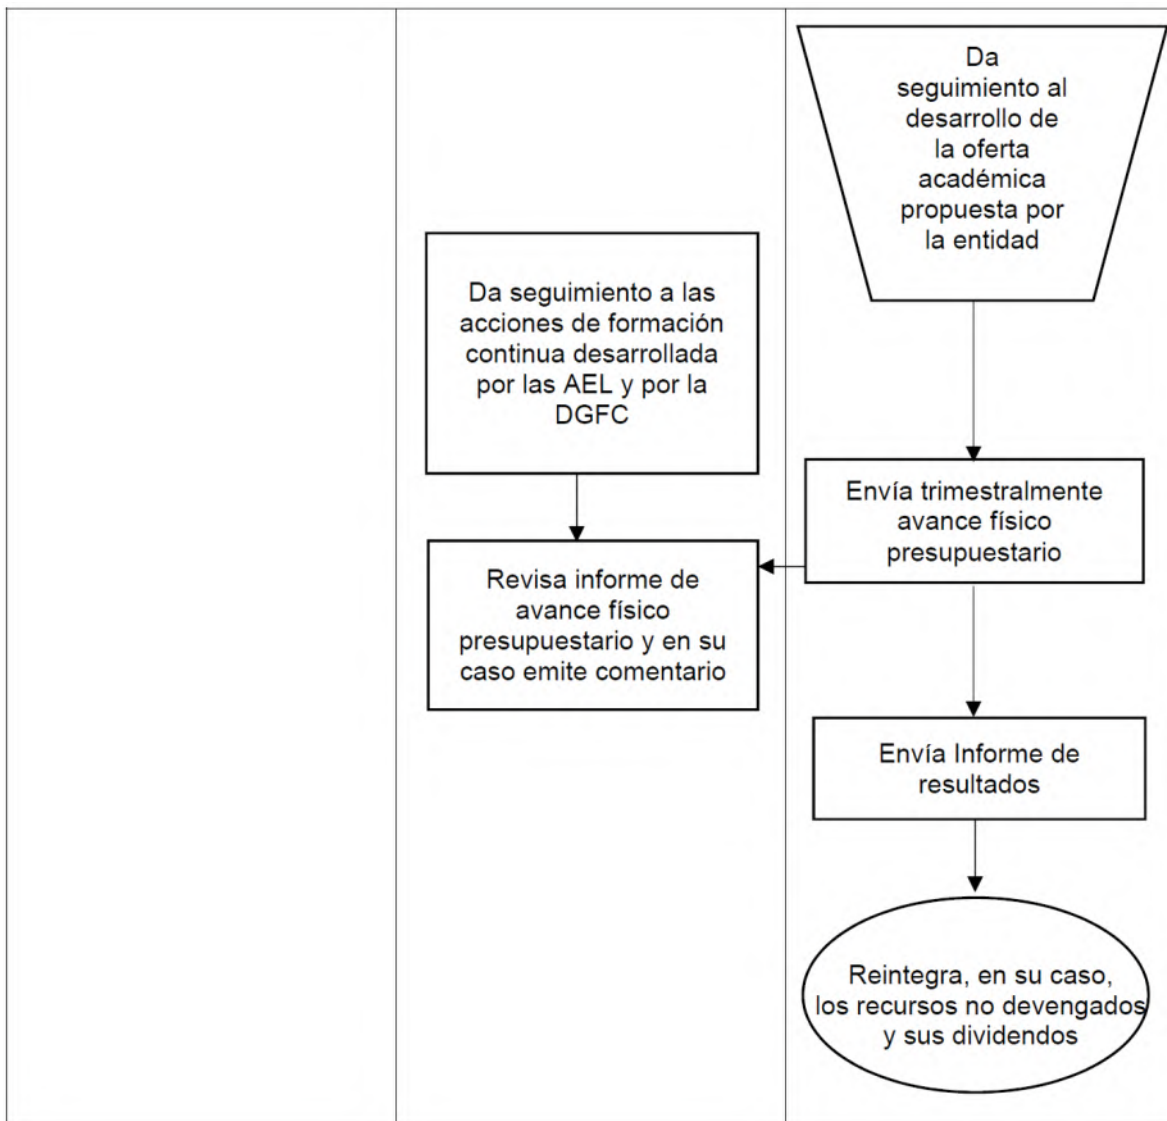 Da
seguimiento al
desarrollo de
la oferta
académica
propuesta por
la entidad
Da seguimiento a las
acciones de formación
continua desarrollada
por las AEL y por la
DGFC
Envía trimestralmente
avance físico
presupuestario
Revisa informe de
avance físico
presupuestario y en su
caso emite comentario
Envía Informe de
resultados
Reintegra, en su caso,
los recursos no devengados
y sus dividendos